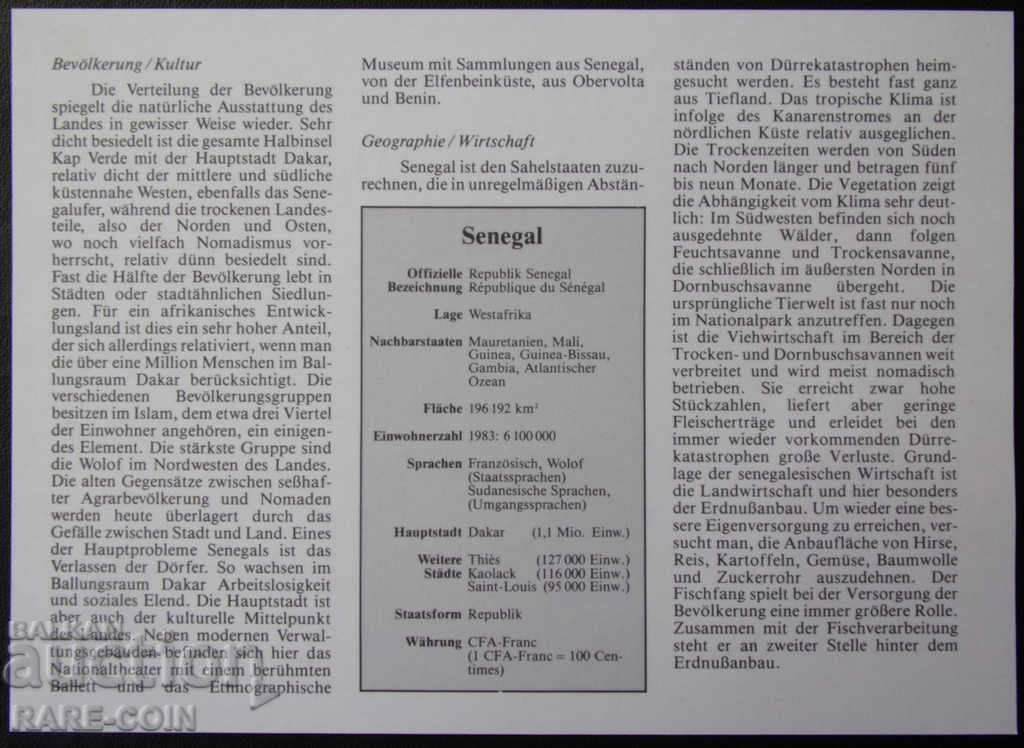 Bevölkerung / Kultur
Die Verteilung der Bevölkerung
spiegelt die natürliche Ausstattung des
Landes in gewisser Weise wieder. Sehr
dicht besiedelt ist die gesamte Halbinsel
Kap Verde mit der Hauptstadt Dakar,
relativ dicht der mittlere und südliche
küstennahe Westen, ebenfalls das Sene-
galufer, während die trockenen Landes-
teile, also der Norden und Osten,
wo noch vielfach Nomadismus vor-
herrscht, relativ dünn besiedelt sind.
Fast die Hälfte der Bevölkerung lebt in
Städten oder stadtähnlichen Siedlun-
gen. Für ein afrikanisches Entwick-
lungsland ist dies ein sehr hoher Anteil,
der sich allerdings relativiert, wenn man
die über eine Million Menschen im Bal-
lungsraum Dakar berücksichtigt. Die
verschiedenen Bevölkerungsgruppen
besitzen im Islam, dem etwa drei Viertel
der Einwohner angehören, ein einigen-
des Element. Die stärkste Gruppe sind
die Wolof im Nordwesten des Landes.
Die alten Gegensätze zwischen seßhaf-
ter Agrarbevölkerung und Nomaden
werden heute überlagert durch das
Gefälle zwischen Stadt und Land. Eines
der Hauptprobleme Senegals ist das
Verlassen der Dörfer. So wachsen im
Ballungsraum Dakar Arbeitslosigkeit
und soziales Elend. Die Hauptstadt ist
aber auch der kulturelle Mittelpunkt
des Landes. Neben modernen Verwal-
tungsgebäuden befinden sich hier das
Nationaltheater mit einem berühmten
Ballett und das Ethnographische
Museum mit Sammlungen aus Senegal,
von der Elfenbeinküste, aus Obervolta
und Benin.
Geographie / Wirtschaft
Senegal ist den Sahelstaaten zuzu-
rechnen, die in unregelmäßigen Abstän-
Senegal
Offizielle Republik Senegal
Bezeichnung République du Sénégal
Lage Westafrika
Nachbarstaaten Mauretanien, Mali,
Guinea, Guinea-Bissau,
Gambia, Atlantischer
Ozean
Fläche 196 192 km²
Einwohnerzahl 1983: 6 100 000
Sprachen Französisch, Wolof
(Staatssprachen)
Sudanesische Sprachen,
(Umgangssprachen)
Hauptstadt Dakar (1,1 Mio. Einw.)
Weitere Thiès (127 000 Einw.)
Städte Kaolack (116 000 Einw.)
Saint-Louis (95 000 Einw.)
Staatsform Republik
Währung CFA-Franc
(1 CFA-Franc = 100 Cen-
times)
ständen von Dürrekatastrophen heim-
gesucht werden. Es besteht fast ganz
aus Tiefland. Das tropische Klima ist
infolge des Kanarenstromes an der
nördlichen Küste relativ ausgeglichen.
Die Trockenzeiten werden von Süden
nach Norden länger und betragen fünf
bis neun Monate. Die Vegetation zeigt
die Abhängigkeit vom Klima sehr deut-
lich: Im Südwesten befinden sich noch
ausgedehnte Wälder, dann folgen
Feuchtsavanne und Trockensavanne,
die schließlich im äußersten Norden in
Dornbuschsavanne übergeht. Die
ursprüngliche Tierwelt ist fast nur noch
im Nationalpark anzutreffen. Dagegen
ist die Viehwirtschaft im Bereich der
Trocken- und Dornbuschsavannen weit
verbreitet und wird meist nomadisch
betrieben. Sie erreicht zwar hohe
Stückzahlen, liefert aber geringe
Fleischerträge und erleidet bei den
immer wieder vorkommenden Dürre-
katastrophen große Verluste. Grund-
lage der senegalesischen Wirtschaft ist
die Landwirtschaft und hier besonders
der Erdnußanbau. Um wieder eine bes-
sere Eigenversorgung zu erreichen, ver-
sucht man, die Anbaufläche von Hirse,
Reis, Kartoffeln, Gemüse, Baumwolle
und Zuckerrohr auszudehnen. Der
Fischfang spielt bei der Versorgung der
Bevölkerung eine immer größere Rolle.
Zusammen mit der Fischverarbeitung
steht er an zweiter Stelle hinter dem
Erdnußanbau.
BALKAN
auction
RARE-COIN